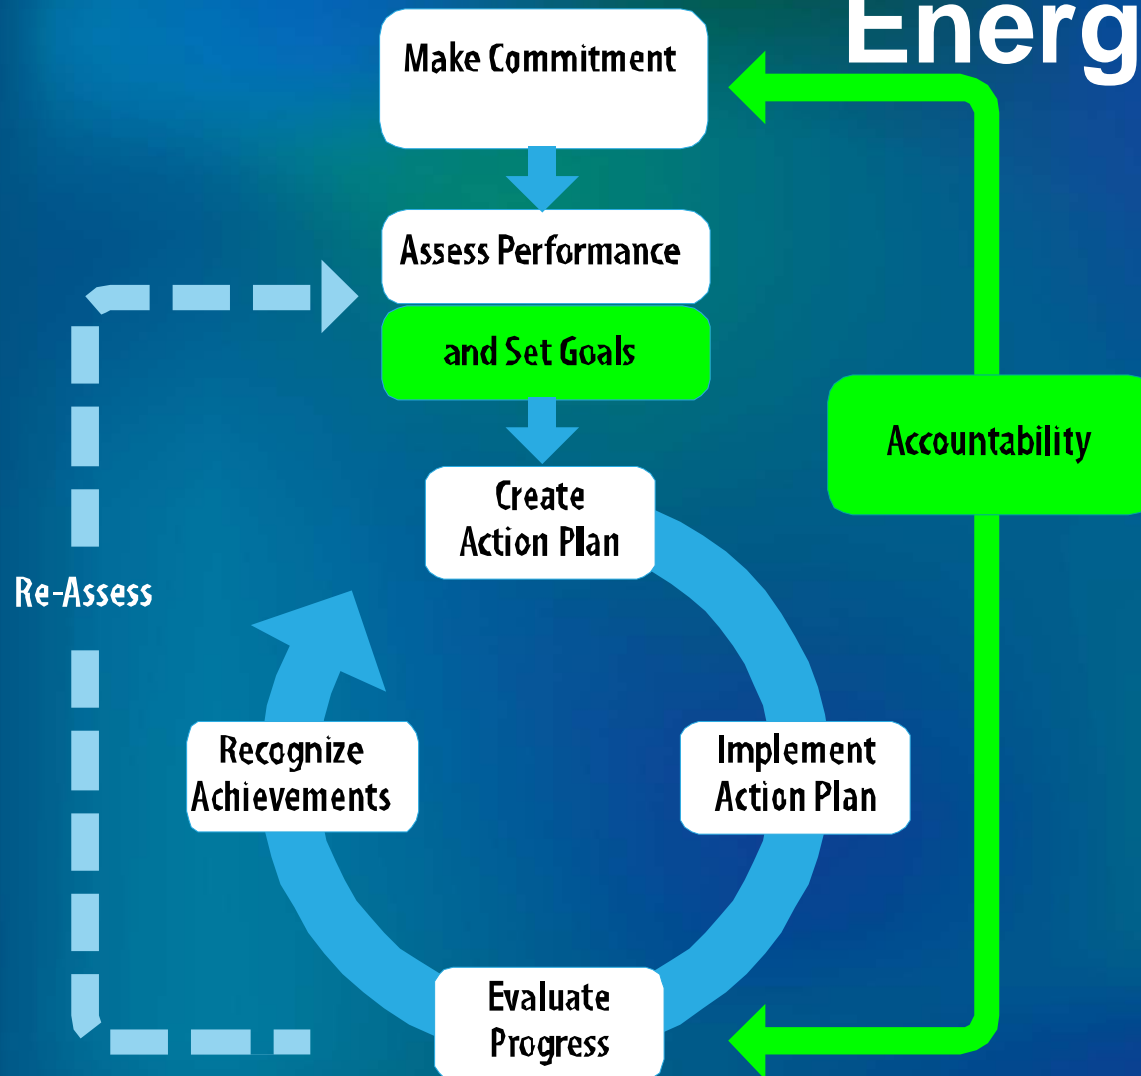 Energ
Make Commitment
Assess Performance
and Set Goals
Accountability
Create
Action Plan
Re-Assess
Recognize
Achievements
Implement
Action Plan
Evaluate
Progress